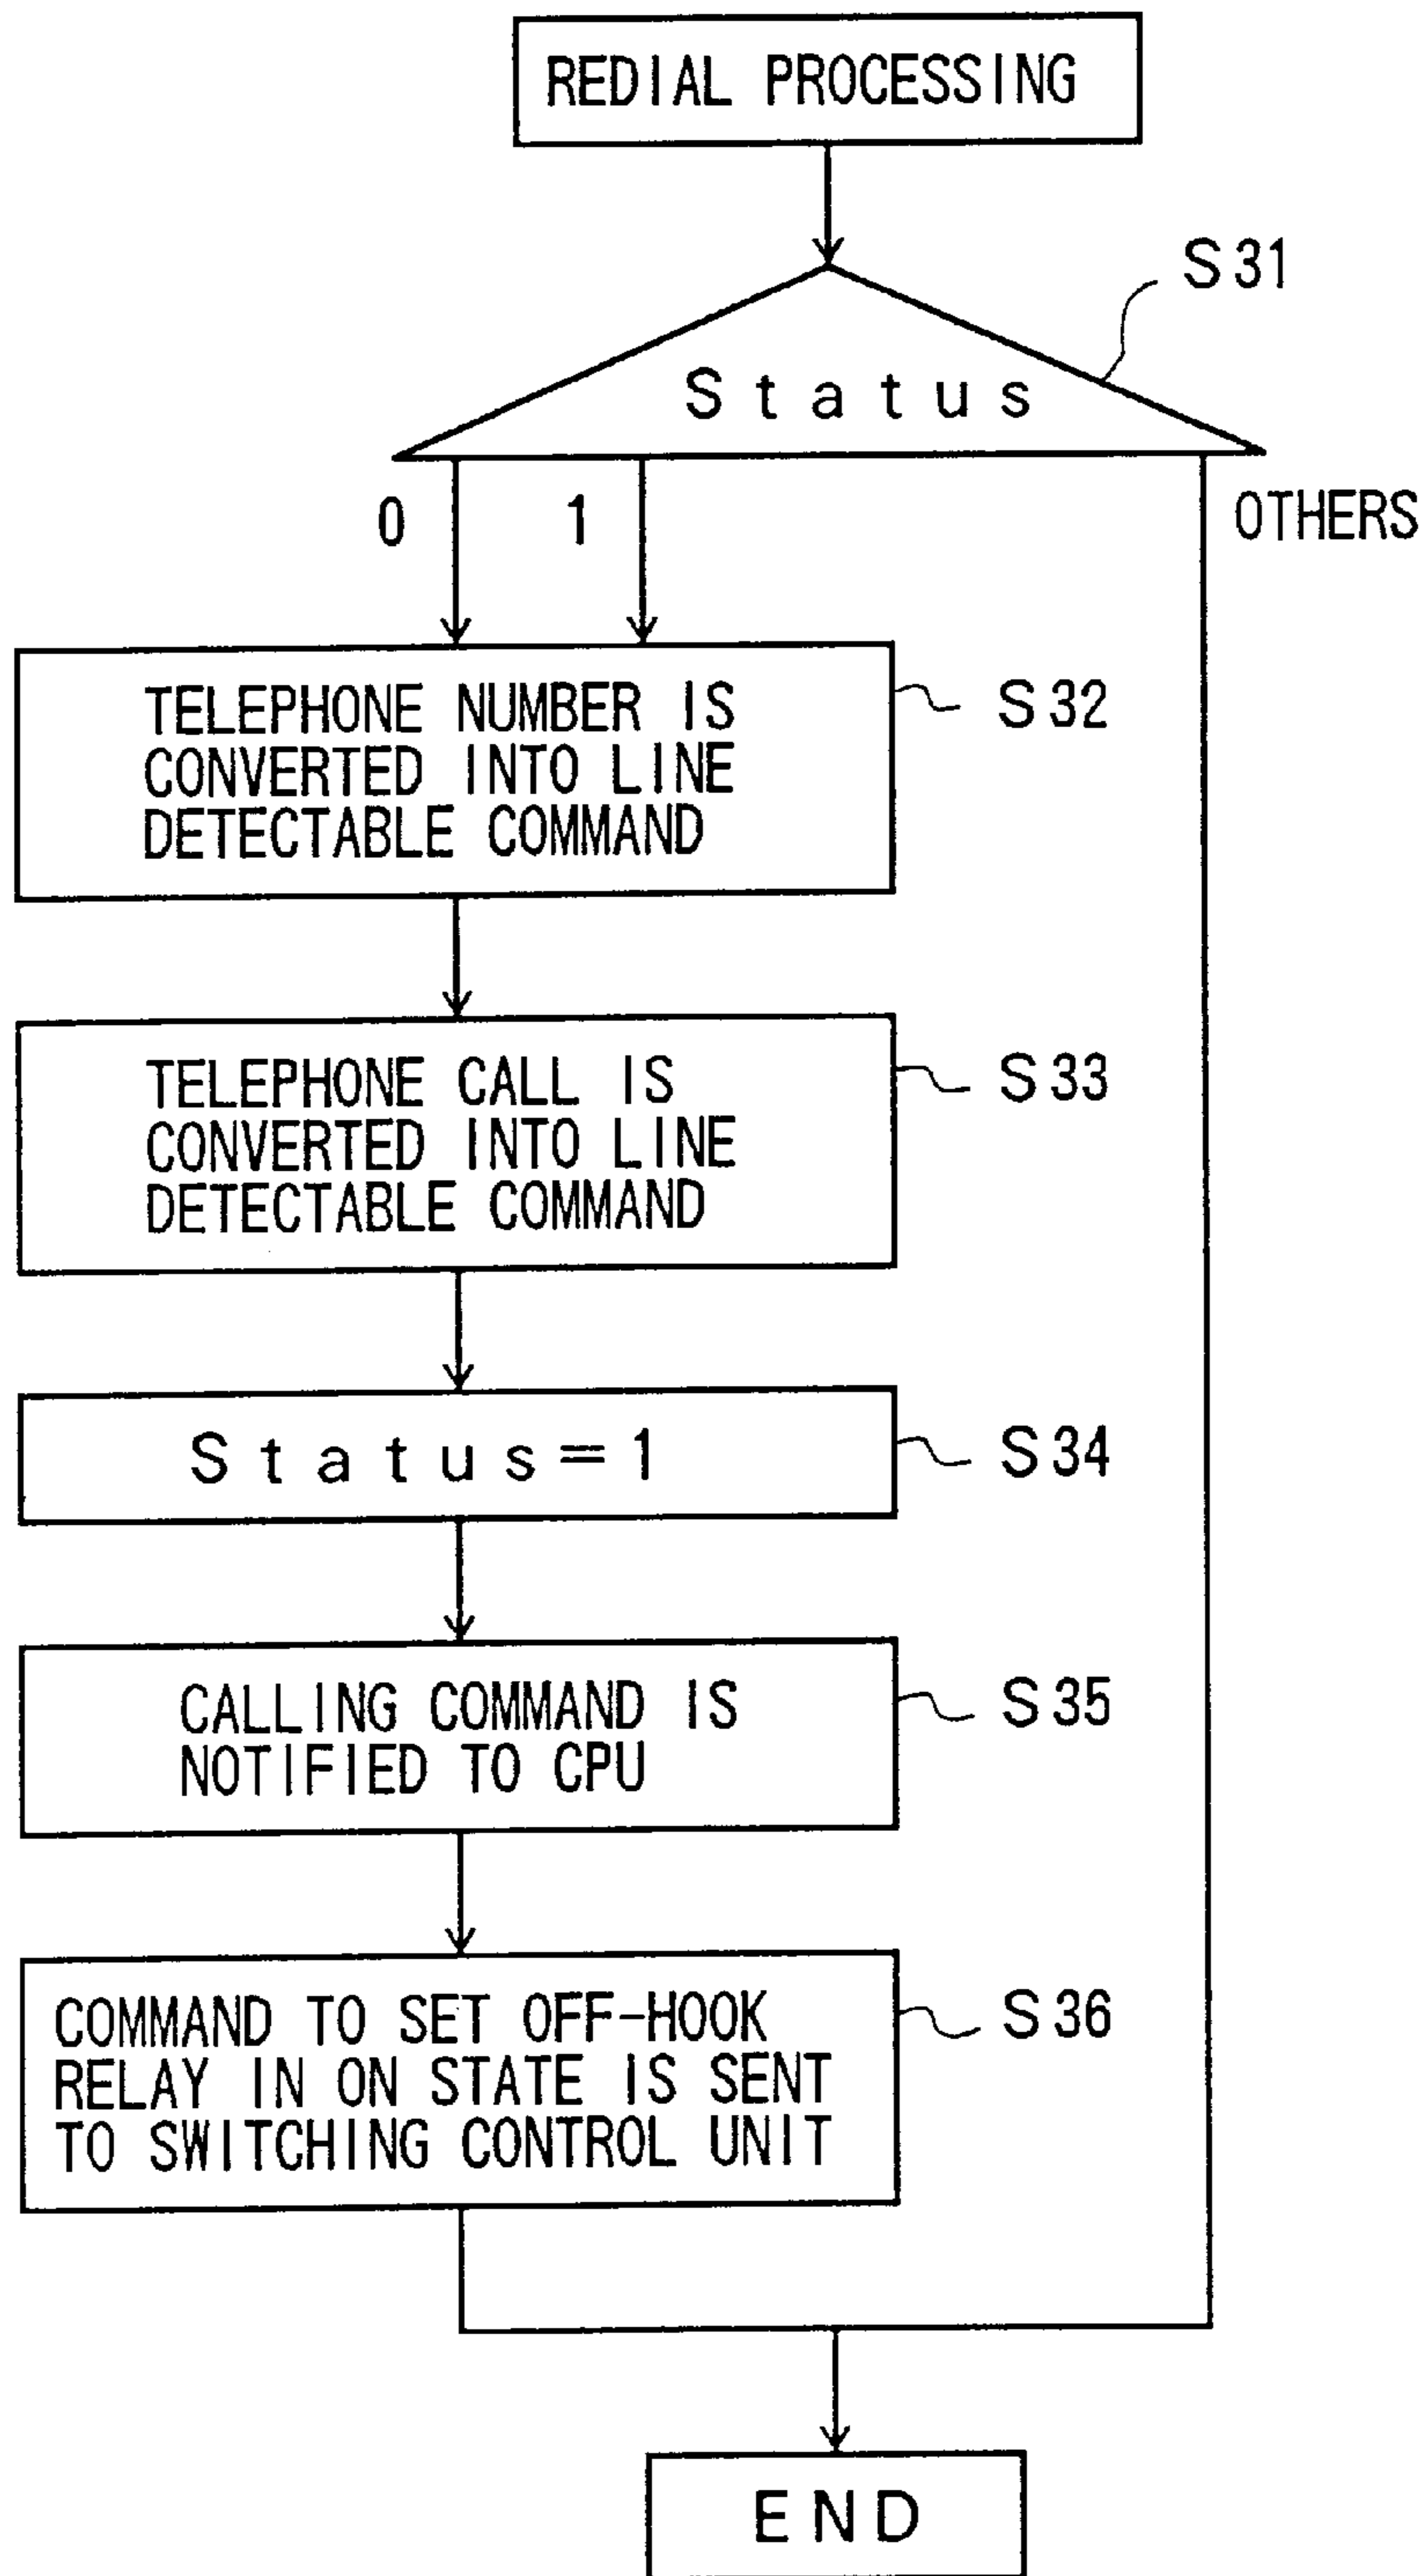 REDIAL PROCESSING
S31
Status
0
1
OTHERS
TELEPHONE NUMBER IS
CONVERTED INTO LINE
DETECTABLE COMMAND
S32
TELEPHONE CALL IS
CONVERTED INTO LINE
DETECTABLE COMMAND
S33
Status=1
S34
CALLING COMMAND IS
NOTIFIED TO CPU
S35
COMMAND TO SET OFF-HOOK
RELAY IN ON STATE IS SENT
TO SWITCHING CONTROL UNIT
S36
END